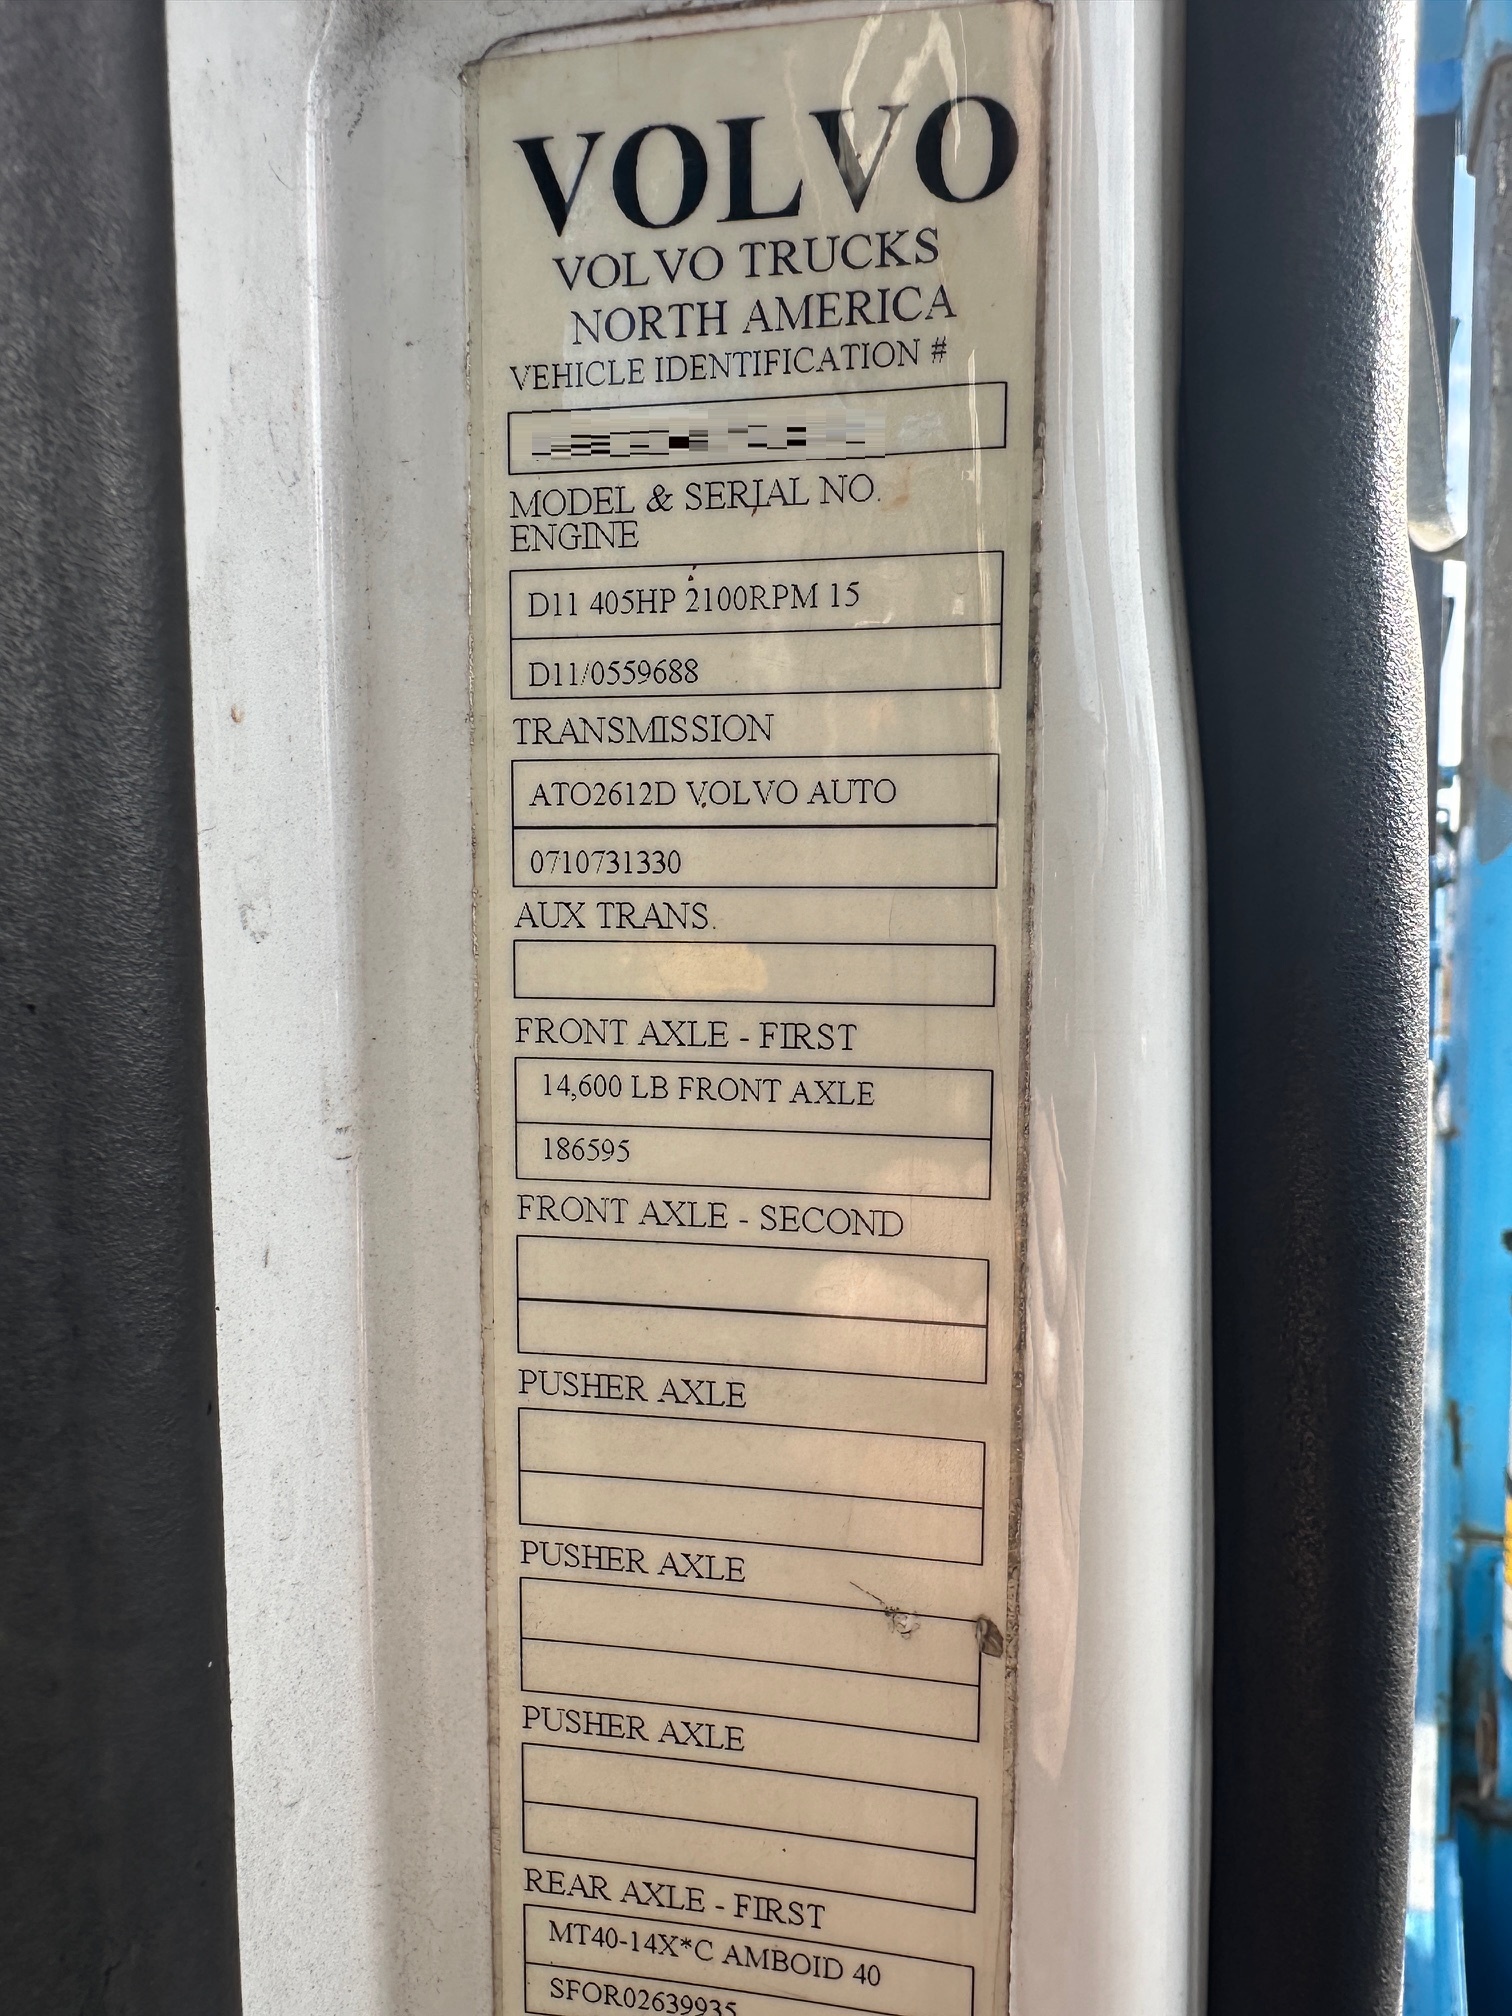 VOLVO
VOLVO TRUCKS
NORTH AMERICA
VEHICLE IDENTIFICATION #
MODEL & SERIAL NO.
ENGINE
D11 405HP 2100RPM 15
D11/0559688
TRANSMISSION
ATO2612D VOLVO AUTO
0710731330
AUX TRANS.
FRONT AXLE - FIRST
14,600 LB FRONT AXLE
186595
FRONT AXLE - SECOND
PUSHER AXLE
PUSHER AXLE
PUSHER AXLE
REAR AXLE - FIRST
MT40-14X*C AMBOID 40
SFOR02639935